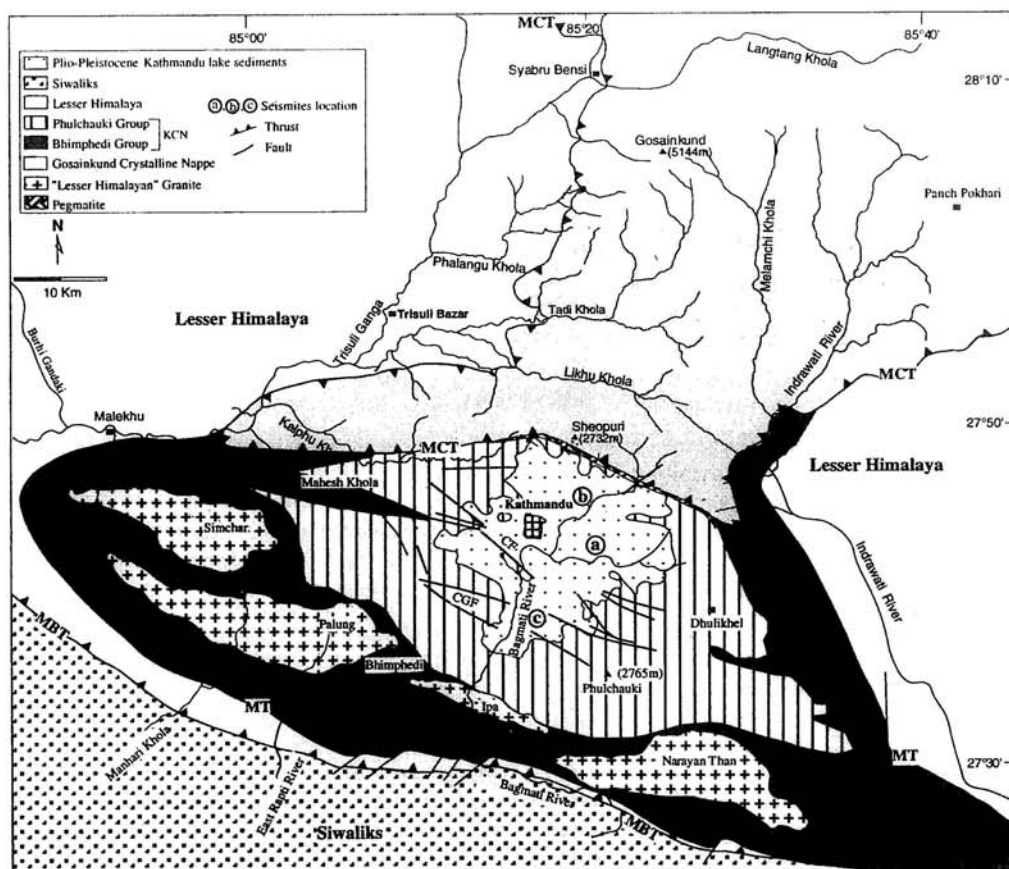 85°00'
MCT
85°20'
85°40'
Plio-Pleistocene Kathmandu lake sediments
Siwaliks
Lesser Himalaya
Phulchauki Group
Bhimphedi Group
KCN
Gosainkund Crystalline Nappe
"Lesser Himalayan" Granite
Pegmatite
a, b, c Seismites location
Thrust
Fault
N
10 Km
Langtang Khola
Syabru Bensi
28°10'
Gosainkund
(5144m)
Panch Pokhari
Melamchi Khola
Phalangu Khola
Lesser Himalaya
Trisuli Ganga
Trisuli Bazar
Tadi Khola
Indrawati River
Burhi Gandaki
Likhu Khola
MCT
Malekhu
Kalphu Kh
Sheopuri
(2732m)
27°50'
MCT
Lesser Himalaya
Mahesh Khola
Kathmandu
b
Simchar
CF
a
Indrawati River
CGF
Bagmati River
c
Dhulikhel
MBT
Palung
Bhimphedi
(2765m)
Phulchauki
MT
Ipa
Narayan Than
MT
27°30'
Manhari Khola
East Rapti River
Bagmati River
MBT
Siwaliks